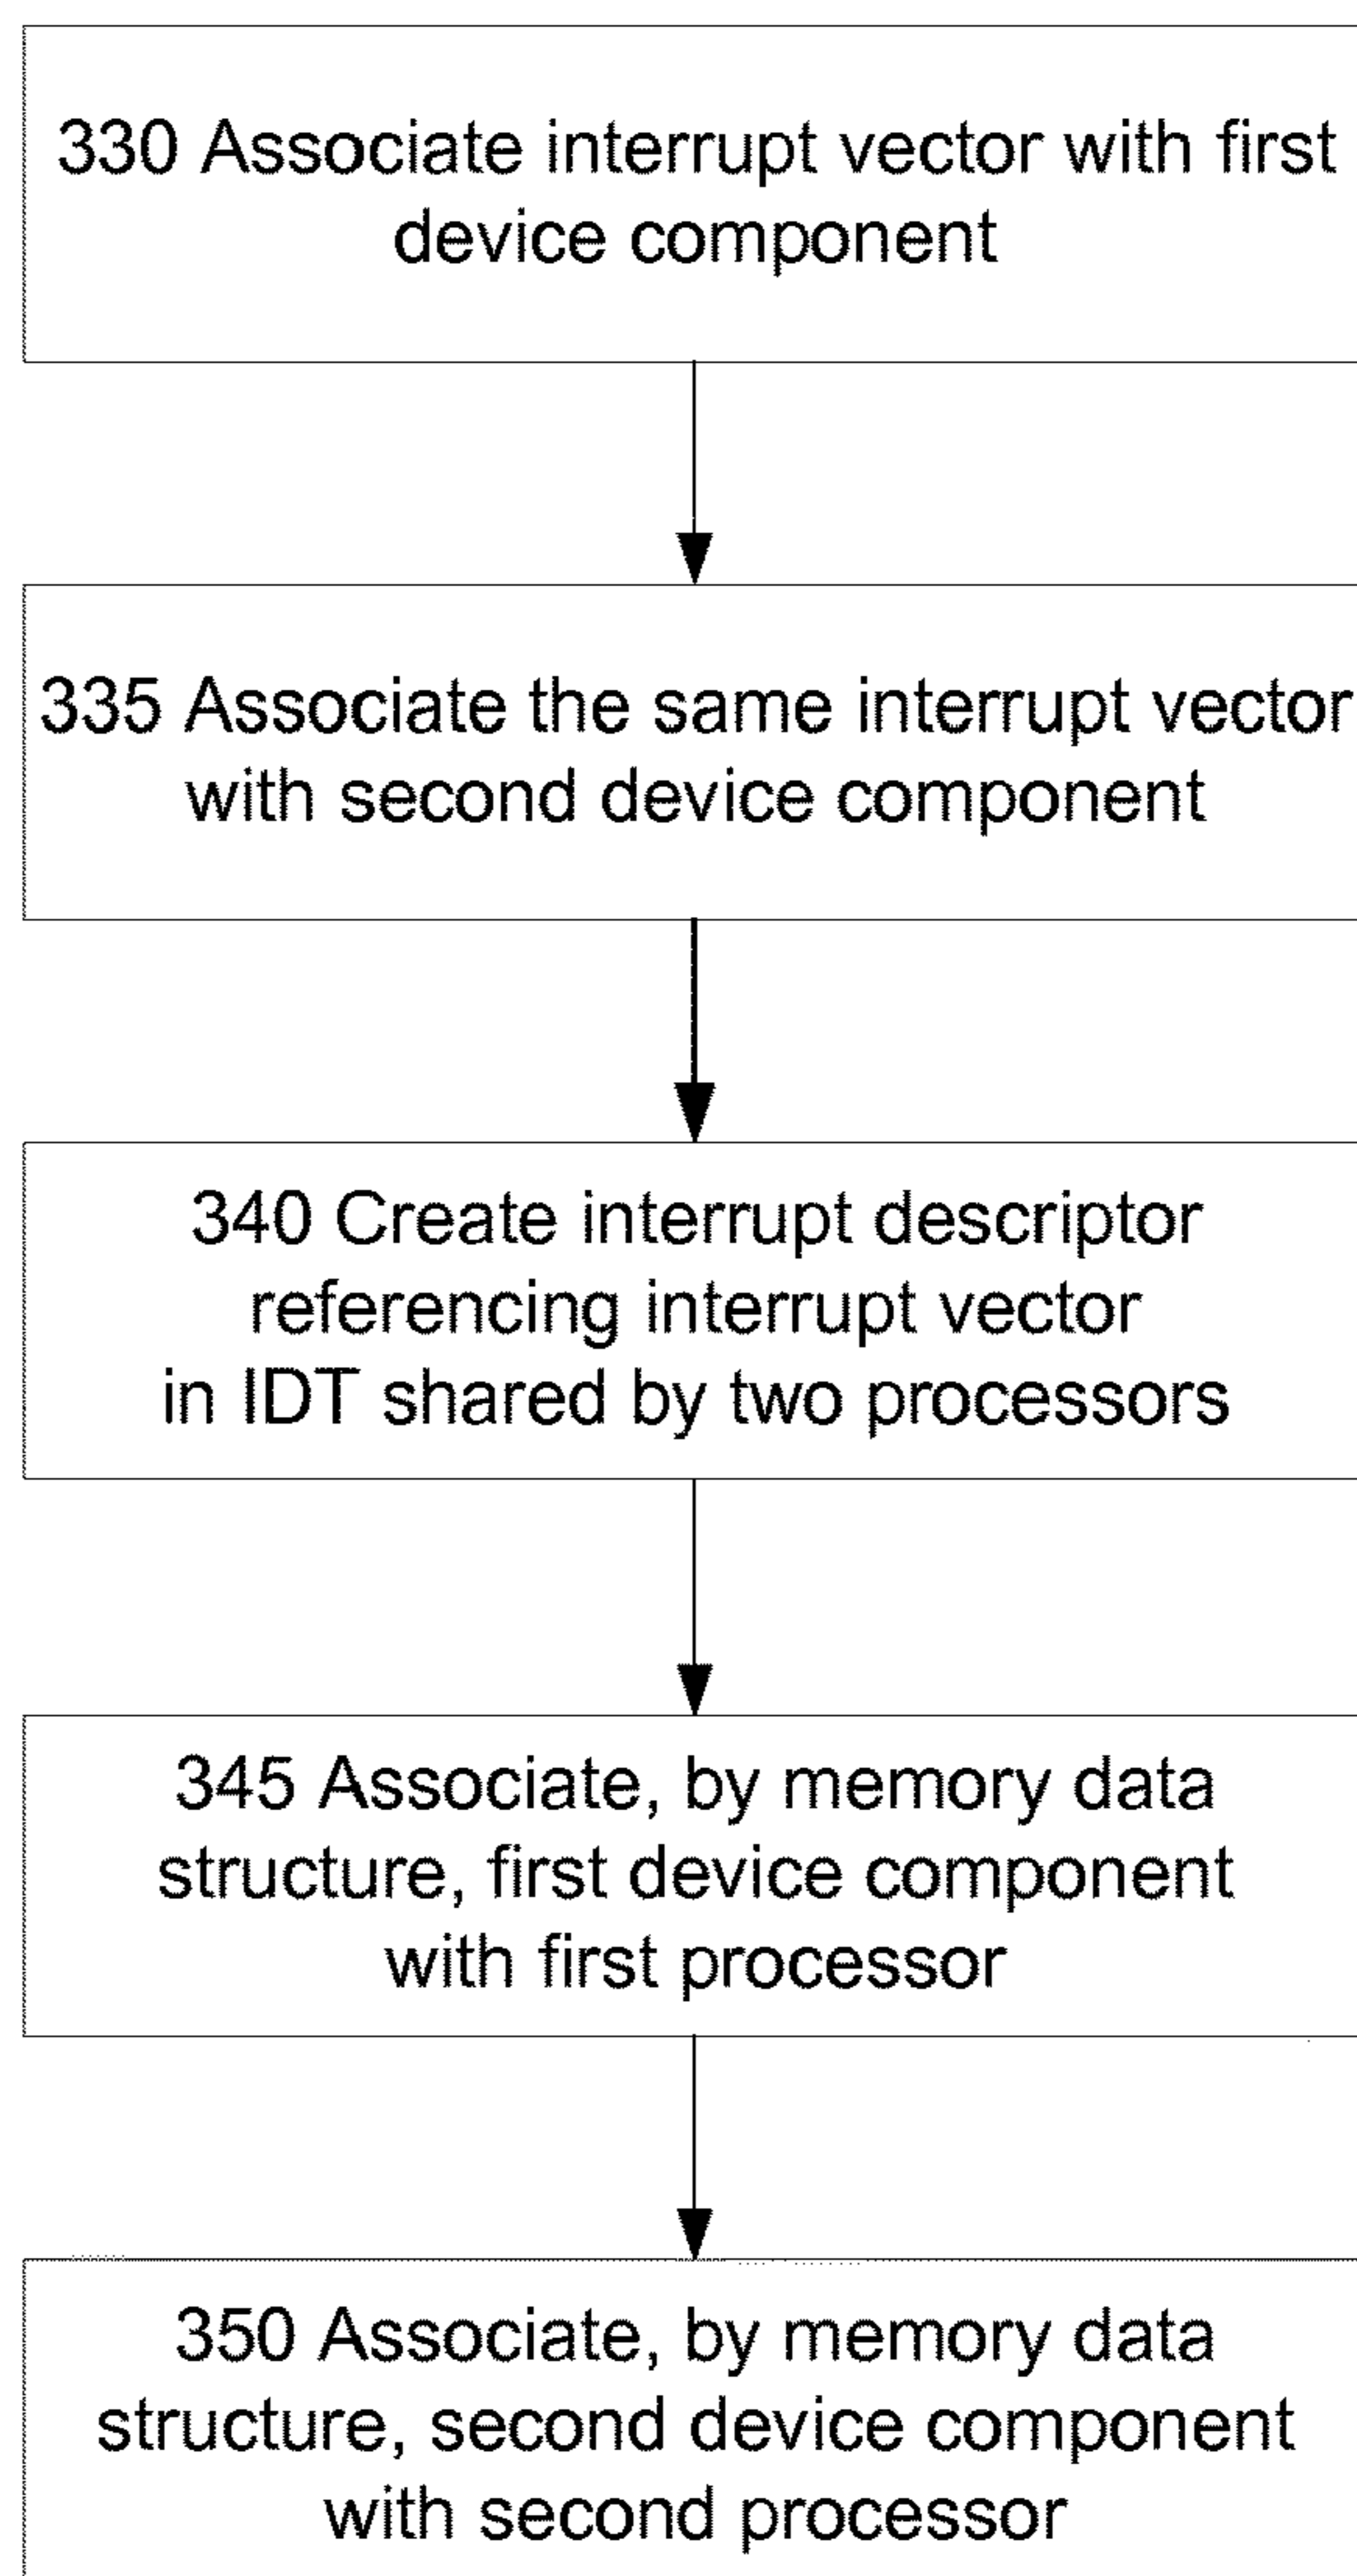 330 Associate interrupt vector with first
device component
335 Associate the same interrupt vector
with second device component
340 Create interrupt descriptor
referencing interrupt vector
in IDT shared by two processors
345 Associate, by memory data
structure, first device component
with first processor
350 Associate, by memory data
structure, second device component
with second processor